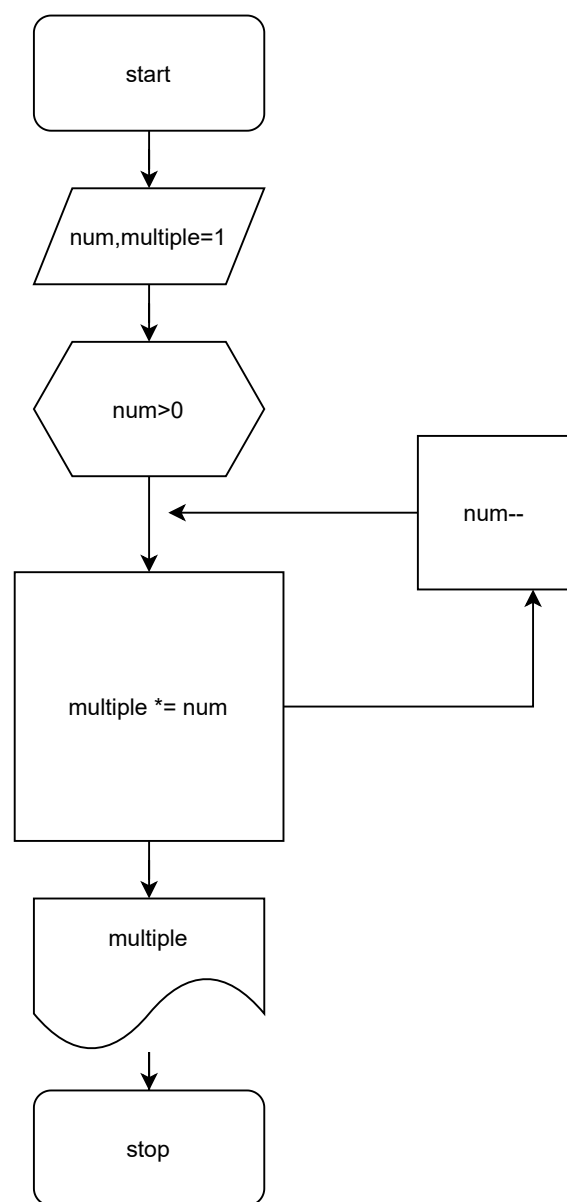 start
num,multiple=1
num>0
num--
multiple *= num
multiple
stop